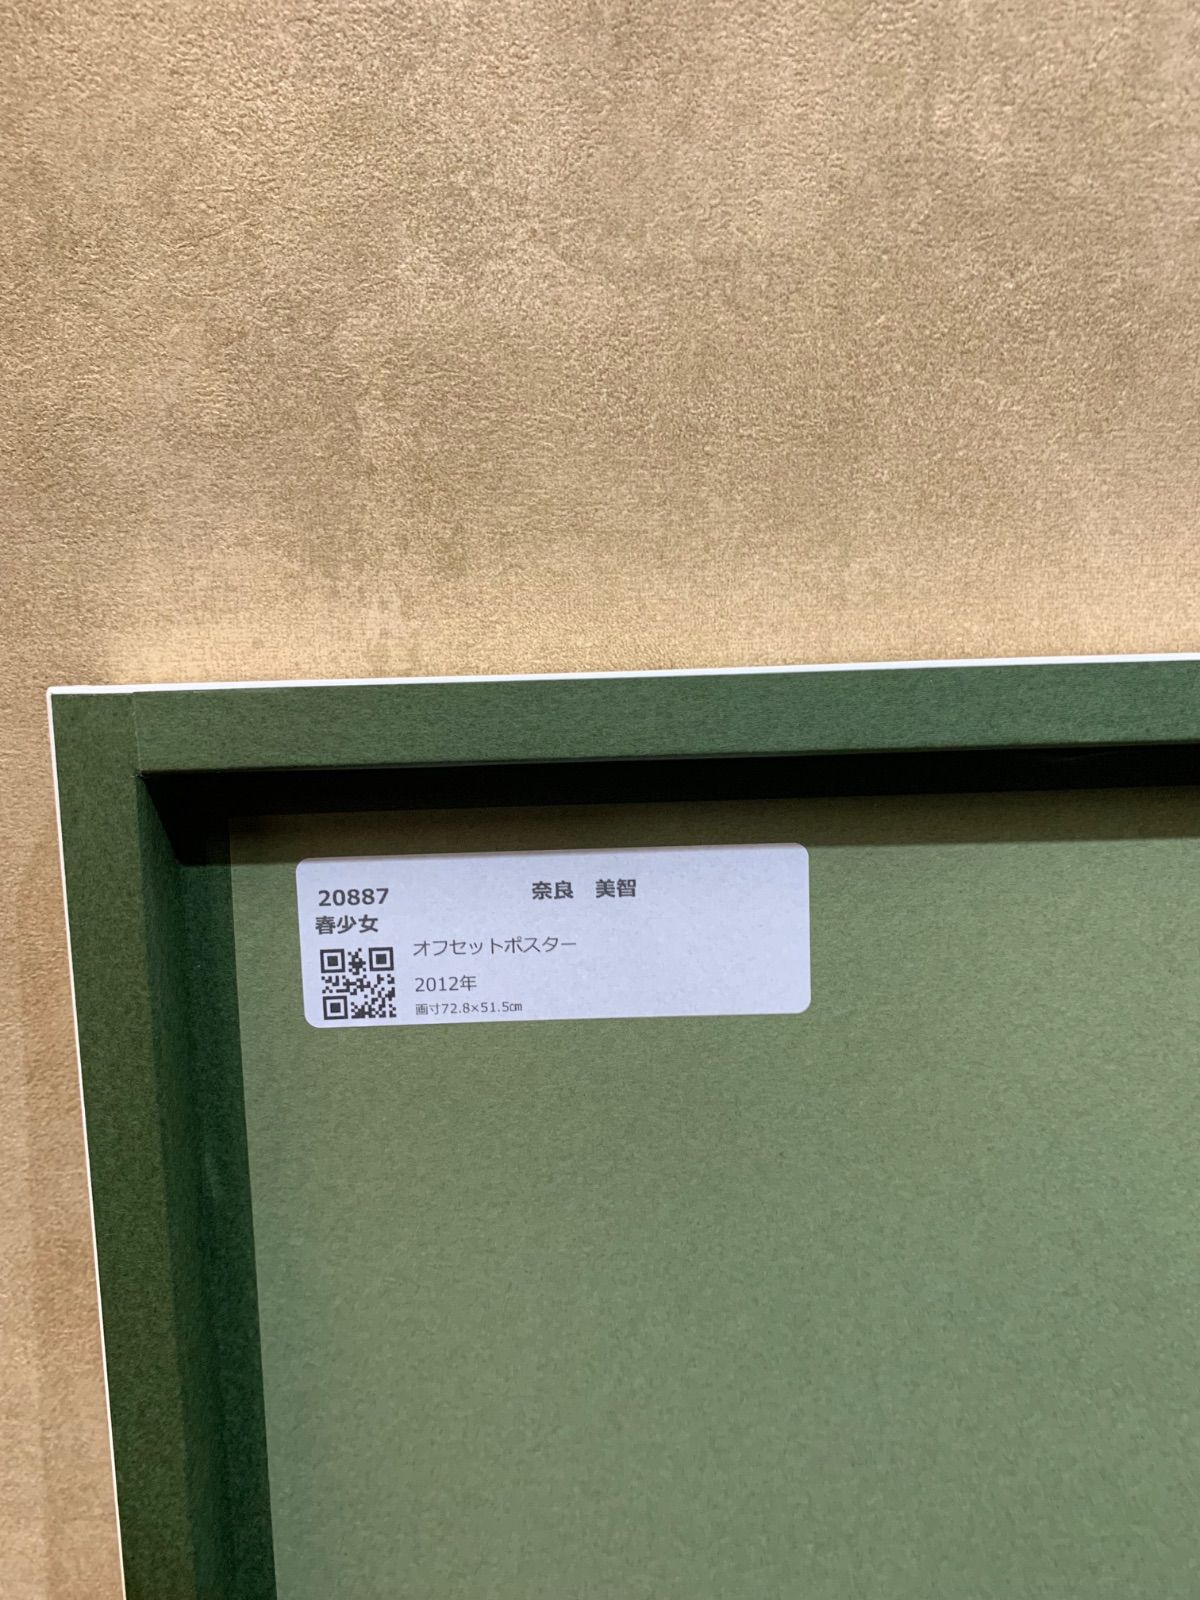 20887 奈良 美智
春少女
オフセットポスター
2012年
画寸72.8×51.5㎝